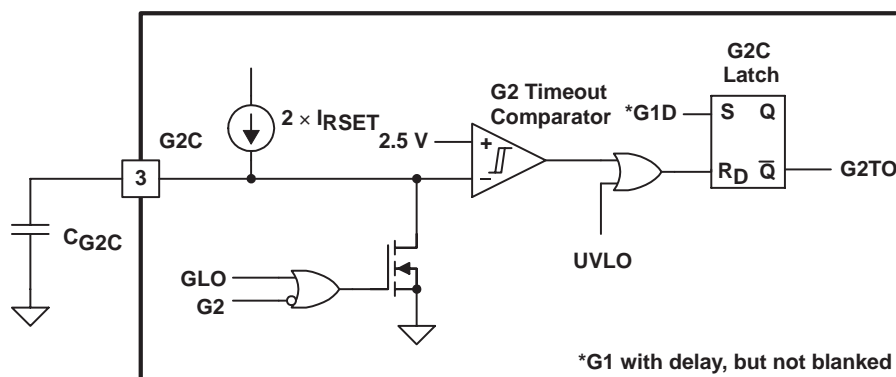 G2C
Latch
G2 Timeout
Comparator
*G1D
S Q
2 × IRSET
G2C
2.5 V
+
3
−
RD Q̅
G2TO
CG2C
UVLO
GLO
G2
*G1 with delay, but not blanked